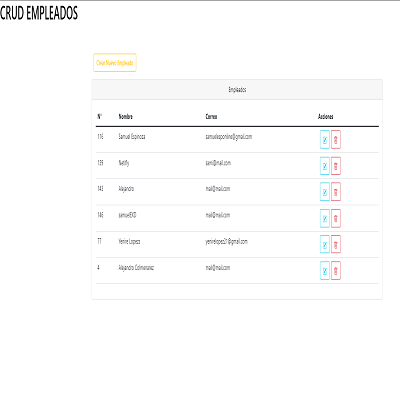 CRUD EMPLEADOS
Crear Nuevo Empleado
Empleados
N° Nombre Correo Acciones
116 Samuel Espinoza samuelesponline@gmail.com
139 Netlify sami@mail.com
143 Alejandro mail@mail.com
146 samuelEXD mail@mail.com
77 Yenire Lopezs yenirelopez21@gmail.com
4 Alejandro Colmenarez mail@mail.com